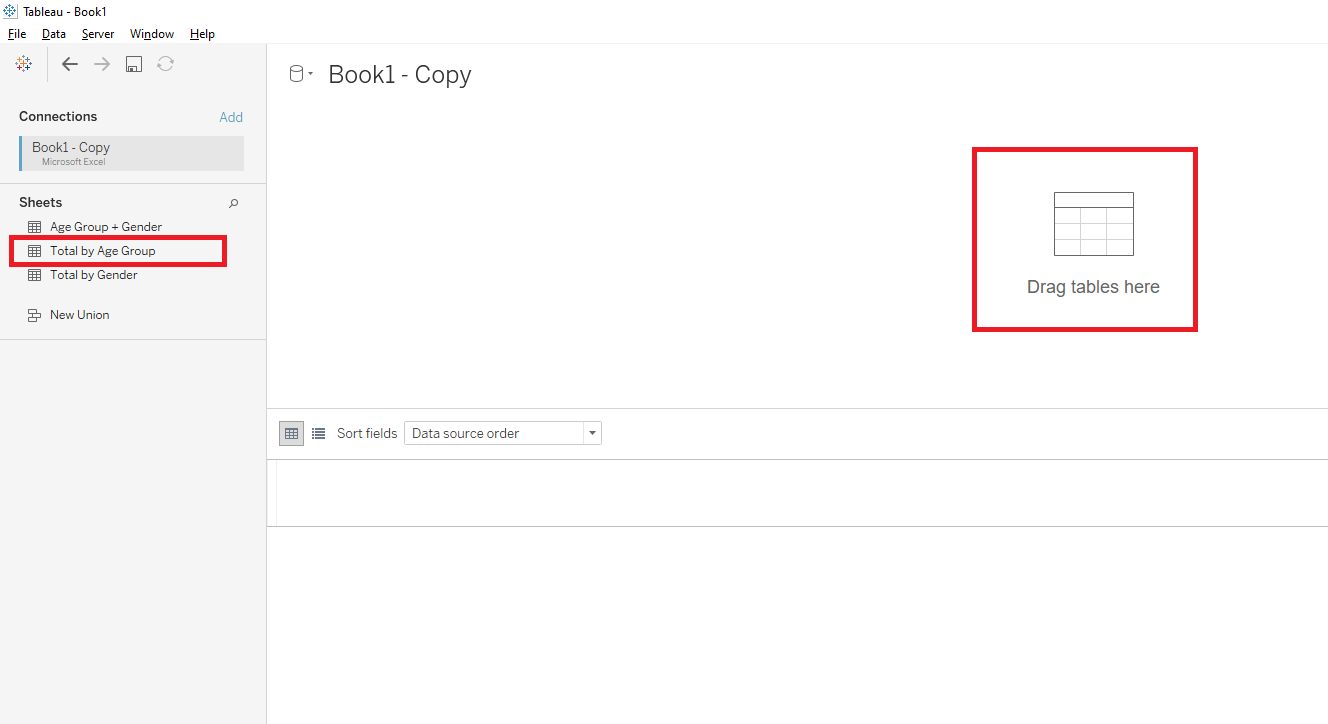 Tableau - Book1
File Data Server Window Help
Book1 - Copy
Connections Add
Book1 - Copy
Microsoft Excel
Sheets
Age Group + Gender
Total by Age Group
Total by Gender
New Union
Drag tables here
Sort fields Data source order